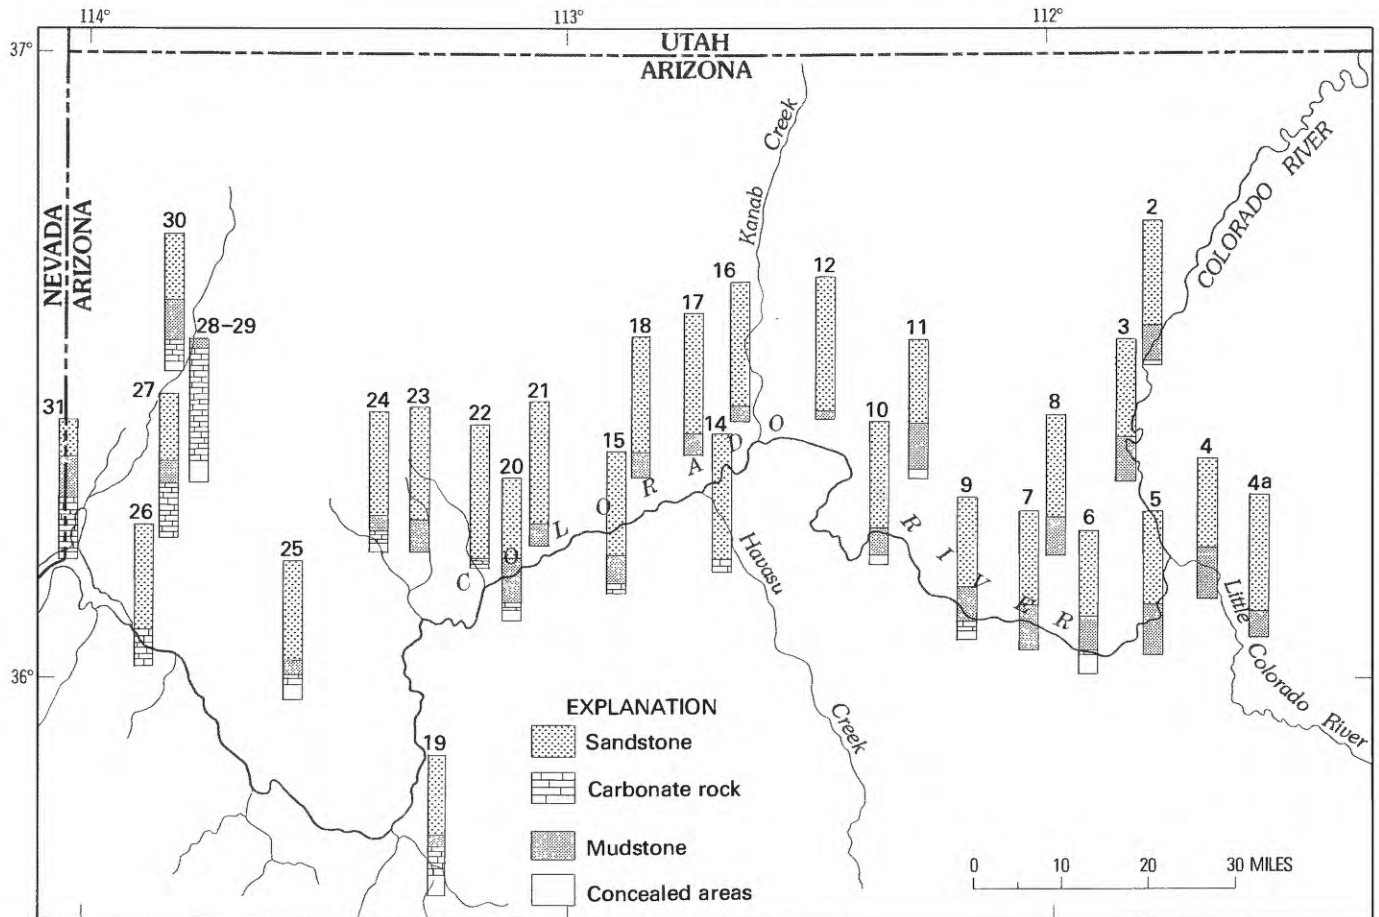 114°
113°
112°
37°
UTAH
ARIZONA
NEVADA
ARIZONA
Kanab Creek
COLORADO RIVER
2
30
16
12
17
28–29
18
11
3
27
24
23
21
31
22
14
10
8
15
4
20
9
4a
26
7
5
6
25
COLORADO RIVER
Havasu Creek
Little Colorado River
36°
19
EXPLANATION
Sandstone
Carbonate rock
Mudstone
Concealed areas
0 10 20 30 MILES